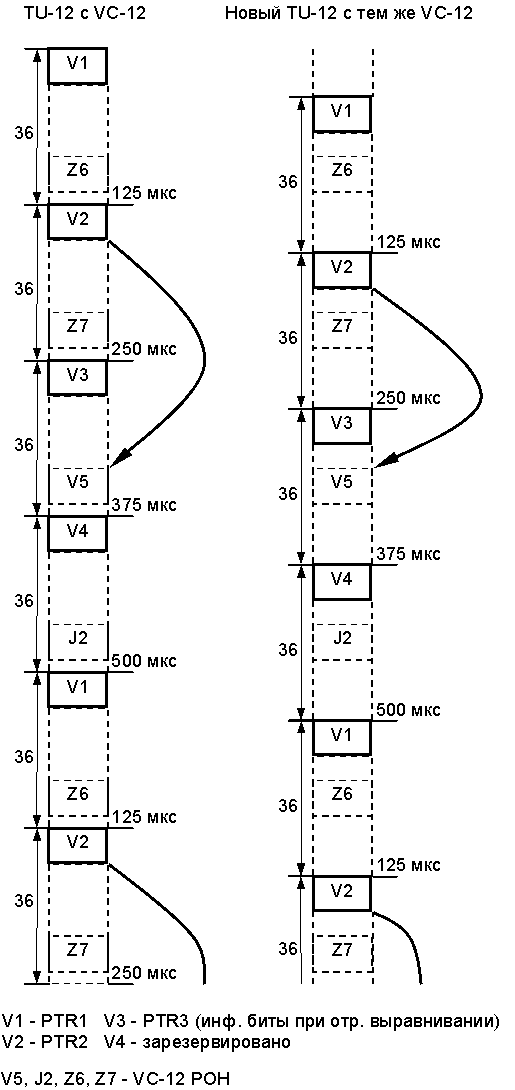 TU-12 с VC-12
Новый TU-12 с тем же VC-12
V1
36
Z6
125 мкс
V2
36
Z7
250 мкс
V3
36
V5
375 мкс
V4
36
J2
500 мкс
V1
36
Z6
125 мкс
V2
36
Z7
250 мкс
V1
36
Z6
125 мкс
V2
36
Z7
250 мкс
V3
36
V5
375 мкс
V4
36
J2
500 мкс
V1
36
Z6
125 мкс
V2
36
Z7
V1 - PTR1 V3 - PTR3 (инф. биты при отр. выравнивании)
V2 - PTR2 V4 - зарезервировано
V5, J2, Z6, Z7 - VC-12 POH